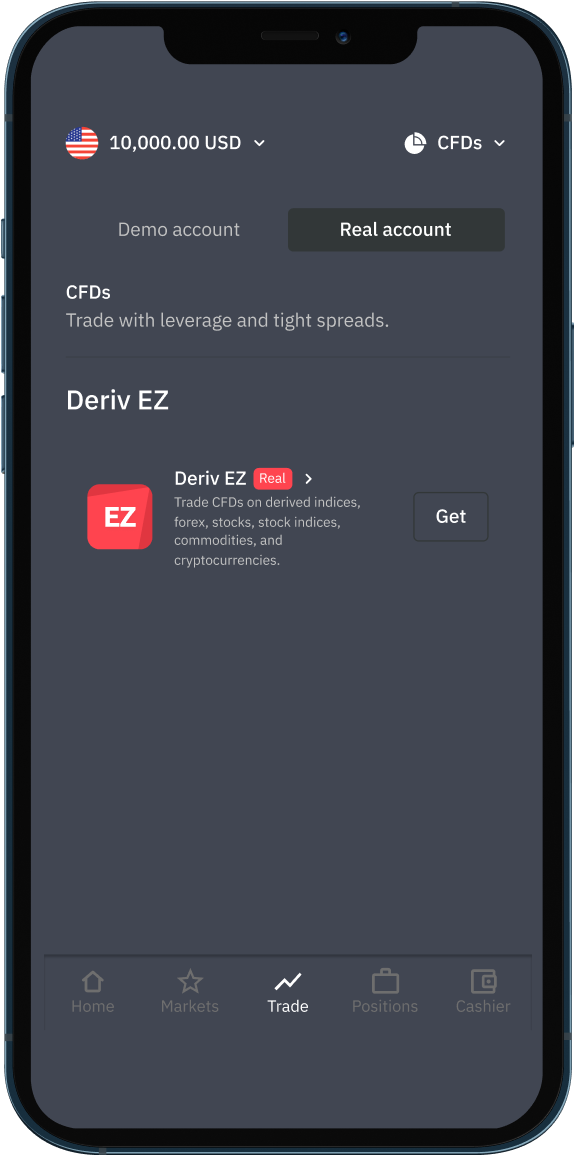 10,000.00 USD
CFDs
Demo account
Real account
CFDs
Trade with leverage and tight spreads.
Deriv EZ
EZ
Deriv EZ Real
Trade CFDs on derived indices,
forex, stocks, stock indices,
commodities, and
cryptocurrencies.
Get
Home
Markets
Trade
Positions
Cashier